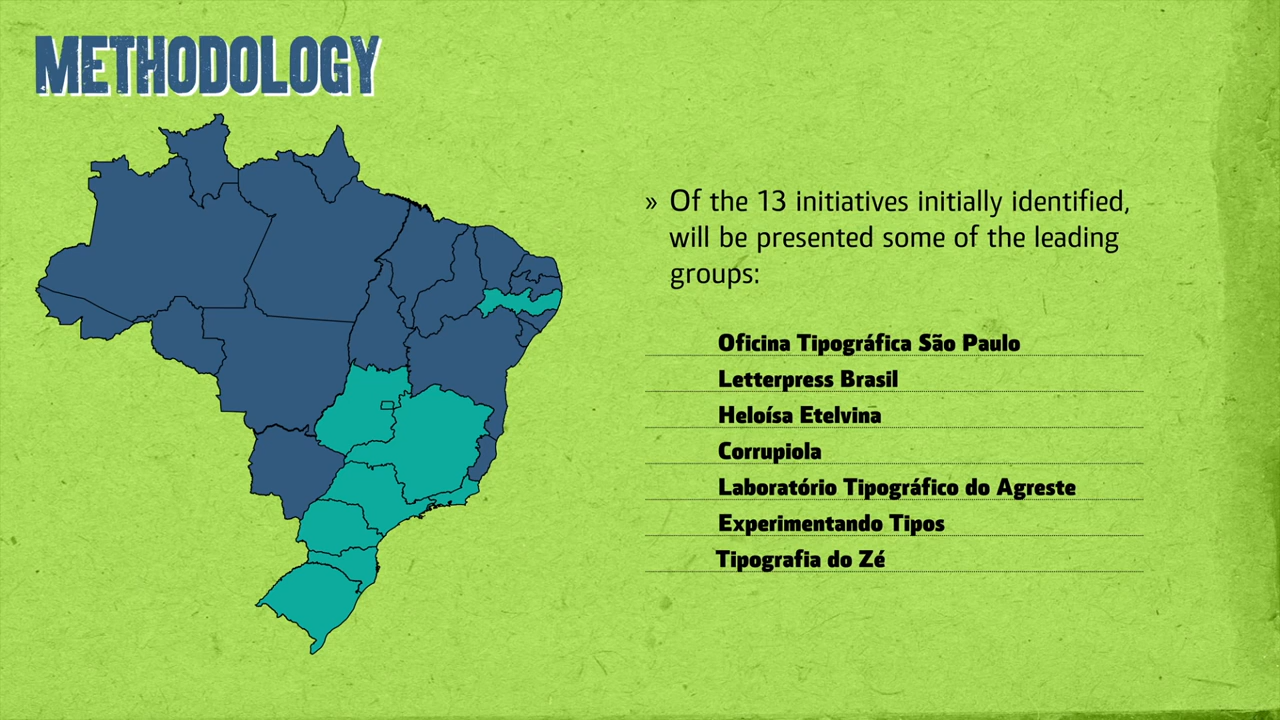 METHODOLOGY
» Of the 13 initiatives initially identified,
will be presented some of the leading
groups:
Oficina Tipográfica São Paulo
Letterpress Brasil
Heloísa Etelvina
Corrupiola
Laboratório Tipográfico do Agreste
Experimentando Tipos
Tipografia do Zé